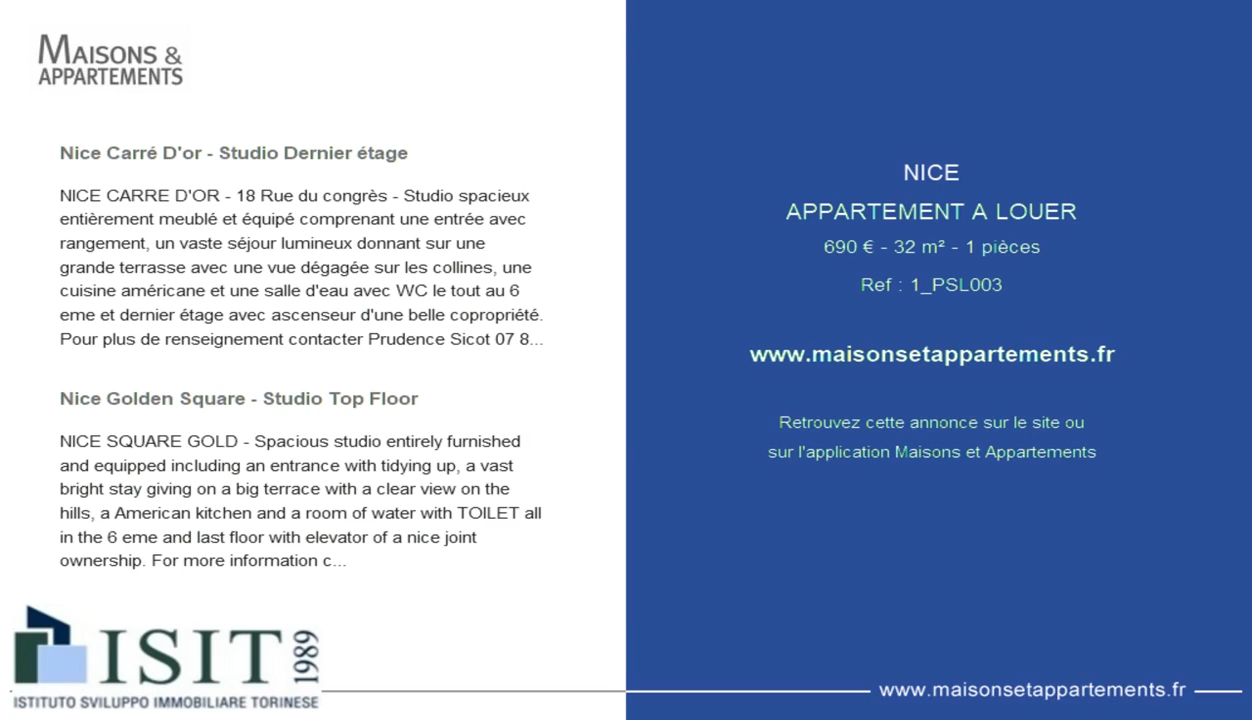 MAISONS &
APPARTEMENTS
Nice Carré D'or - Studio Dernier étage
NICE CARRE D'OR - 18 Rue du congrès - Studio spacieux
entièrement meublé et équipé comprenant une entrée avec
rangement, un vaste séjour lumineux donnant sur une
grande terrasse avec une vue dégagée sur les collines, une
cuisine américane et une salle d'eau avec WC le tout au 6
eme et dernier étage avec ascenseur d'une belle copropriété.
Pour plus de renseignement contacter Prudence Sicot 07 8...
Nice Golden Square - Studio Top Floor
NICE SQUARE GOLD - Spacious studio entirely furnished
and equipped including an entrance with tidying up, a vast
bright stay giving on a big terrace with a clear view on the
hills, a American kitchen and a room of water with TOILET all
in the 6 eme and last floor with elevator of a nice joint
ownership. For more information c...
ISIT 1989
ISTITUTO SVILUPPO IMMOBILIARE TORINESE
NICE
APPARTEMENT A LOUER
690 € - 32 m² - 1 pièces
Ref : 1_PSL003
www.maisonsetappartements.fr
Retrouvez cette annonce sur le site ou
sur l'application Maisons et Appartements
www.maisonsetappartements.fr